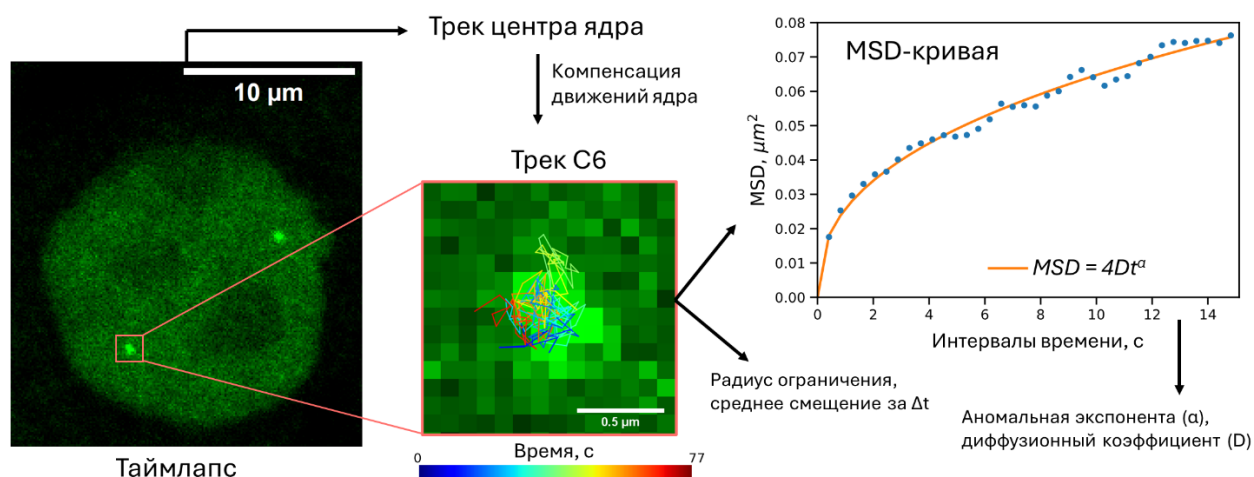 Трек центра ядра
10 μm
Компенсация
движений ядра
Трек C6
0.5 μm
Время, с
0
77
Таймлапс
Радиус ограничения,
среднее смещение за Δt
MSD-кривая
MSD, μm²
0.08
0.07
0.06
0.05
0.04
0.03
0.02
0.01
0.00
MSD = 4Dtᵅ
0 2 4 6 8 10 12 14
Интервалы времени, с
Аномальная экспонента (α),
диффузионный коэффициент (D)